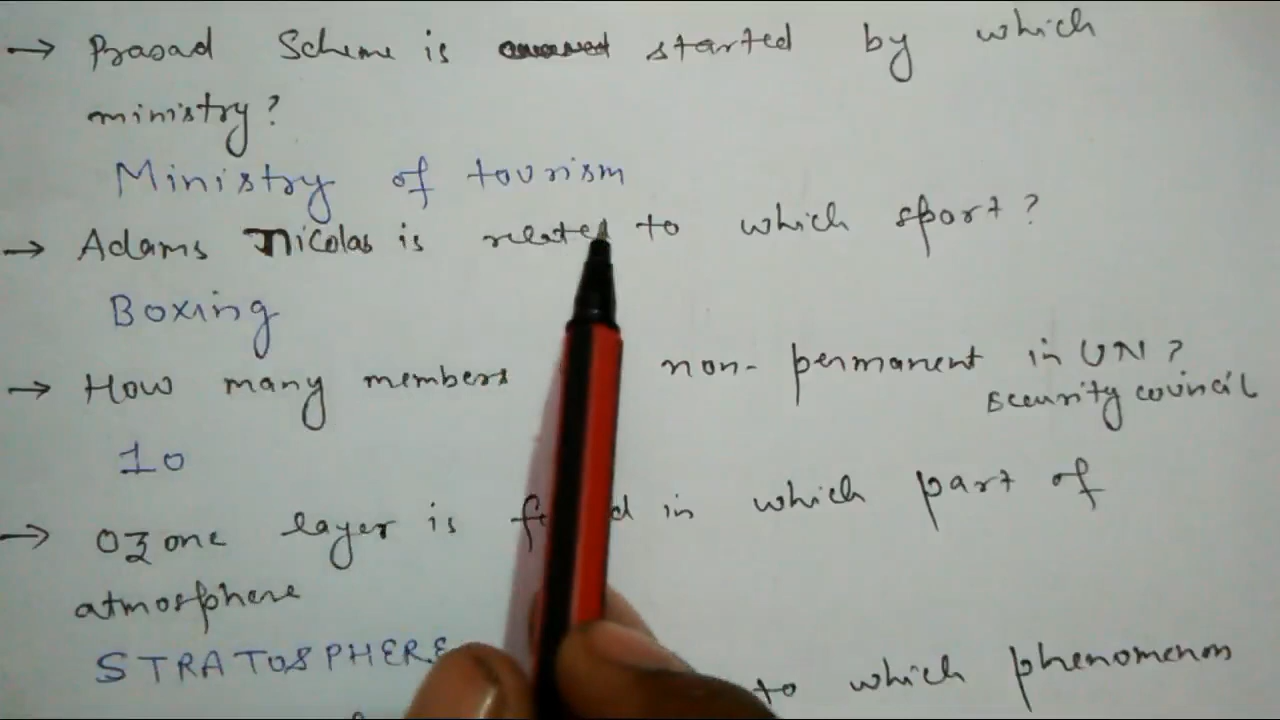 → Prasad Scheme is started by which
ministry?
Ministry of tourism
→ Adams Nicolas is related to which sport?
Boxing
→ How many members non-permanent in UN?
security council
10
→ Ozone layer is in which part of
atmosphere
STRATOSPHERE
to which phenomenon